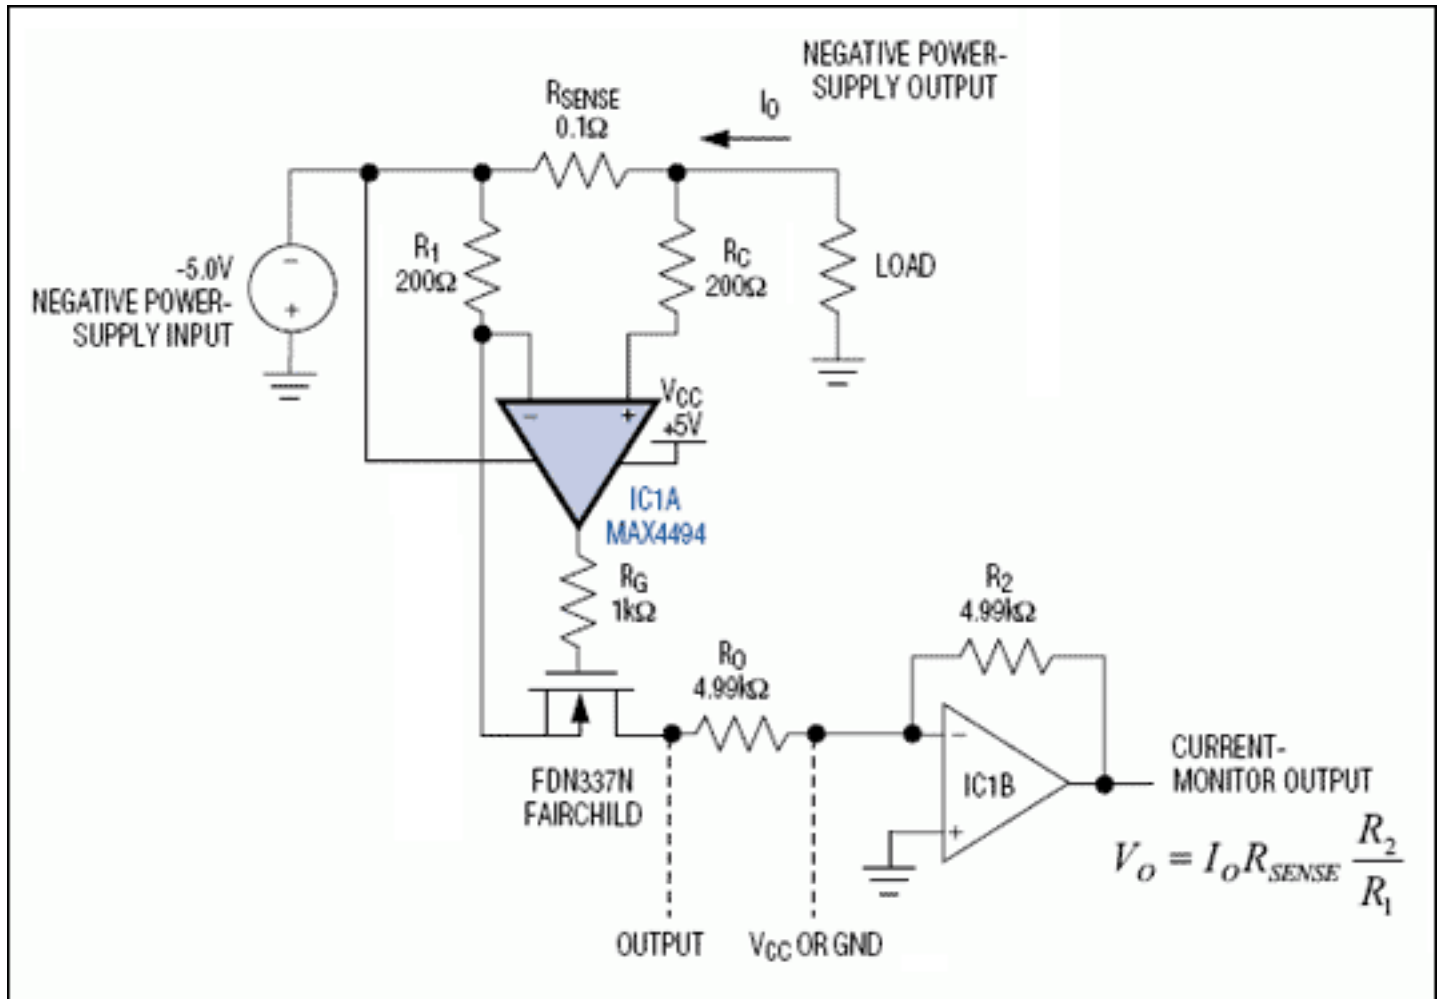 NEGATIVE POWER-
SUPPLY OUTPUT
RSENSE
0.1Ω
IO
R1
200Ω
RC
200Ω
LOAD
-5.0V
NEGATIVE POWER-
SUPPLY INPUT
−
+
−
+
VCC
+5V
IC1A
MAX4494
RG
1kΩ
R2
4.99kΩ
RO
4.99kΩ
FDN337N
FAIRCHILD
−
IC1B
+
CURRENT-
MONITOR OUTPUT
VO = IO RSENSE R2/R1
OUTPUT
VCC OR GND